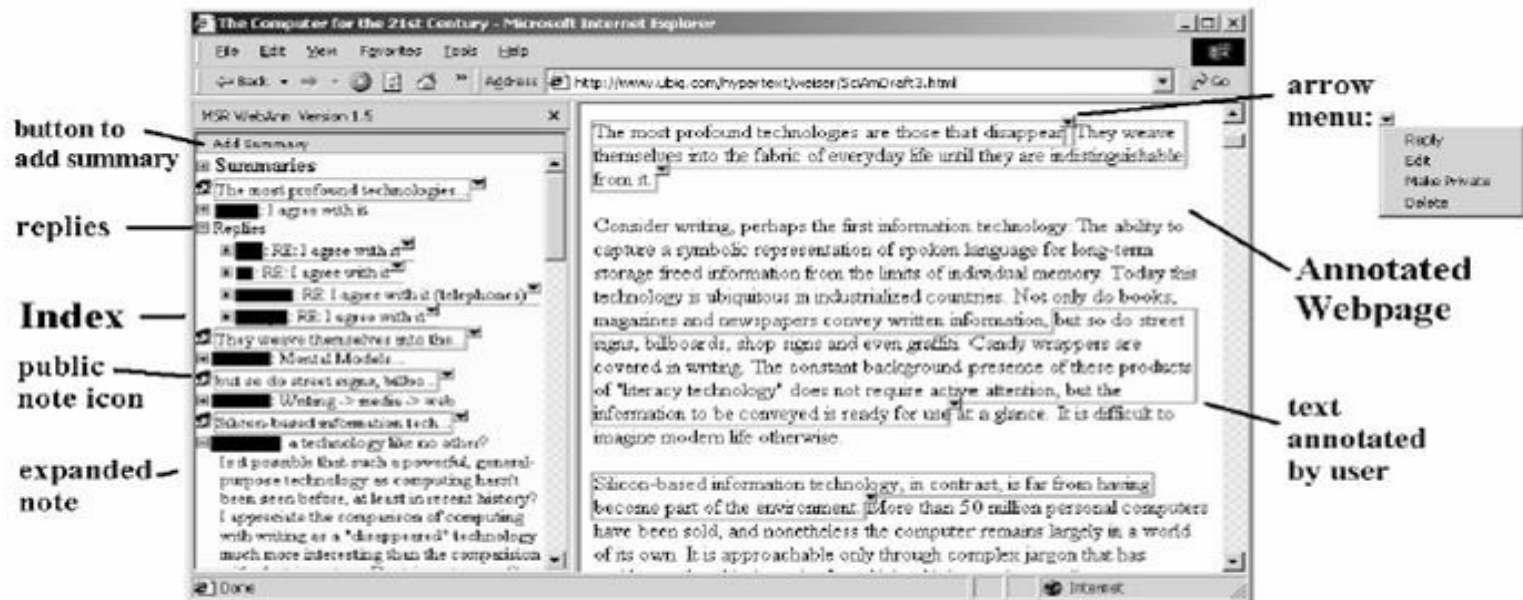 The Computer for the 21st Century - Microsoft Internet Explorer
File Edit View Favorites Tools Help
Back Address http://www.ubiq.com/hypertext/weiser/SciAmDraft3.html Go
MSR WebAnn Version 1.5
Add Summary
Summaries
The most profound technologies...
: I agree with it
Replies
: RE: I agree with it
: RE: I agree with it
: RE: I agree with it (telephones)
: RE: I agree with it
They weave themselves into the...
: Mental Models...
but so do street signs, billbo...
: Writing -> media -> web
Silicon-based information tech...
a technology like no other?
Is it possible that such a powerful, general-
purpose technology as computing hasn't
been seen before, at least in recent history?
I appreciate the comparison of computing
with writing as a "disappeared" technology
much more interesting than the comparision
The most profound technologies are those that disappear. They weave
themselves into the fabric of everyday life until they are indistinguishable
from it.
Consider writing, perhaps the first information technology: The ability to
capture a symbolic representation of spoken language for long-term
storage freed information from the limits of individual memory. Today this
technology is ubiquitous in industrialized countries. Not only do books,
magazines and newspapers convey written information, but so do street
signs, billboards, shop signs and even graffiti. Candy wrappers are
covered in writing. The constant background presence of these products
of "literacy technology" does not require active attention, but the
information to be conveyed is ready for use at a glance. It is difficult to
imagine modern life otherwise.
Silicon-based information technology, in contrast, is far from having
become part of the environment. More than 50 million personal computers
have been sold, and nonetheless the computer remains largely in a world
of its own. It is approachable only through complex jargon that has
Done Internet
button to
add summary
replies
Index
public
note icon
expanded
note
arrow
menu:
Reply
Edit
Make Private
Delete
Annotated
Webpage
text
annotated
by user